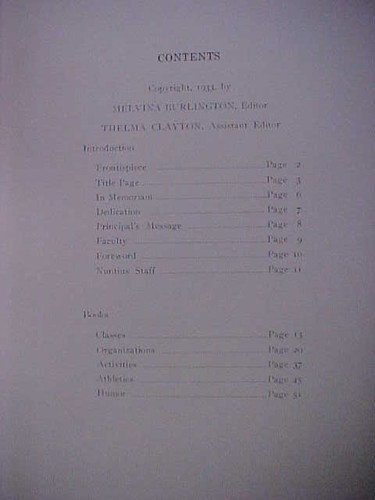 CONTENTS
Copyright, 1933, by
MELVINA BURLINGTON, Editor
THELMA CLAYTON, Assistant Editor
Introduction
Frontispiece Page 2
Title Page Page 3
In Memoriam Page 6
Dedication Page 7
Principal's Message Page 8
Faculty Page 9
Foreword Page 10
Nuntius Staff Page 11
Books
Classes Page 13
Organizations Page 20
Activities Page 37
Athletics Page 45
Humor Page 51